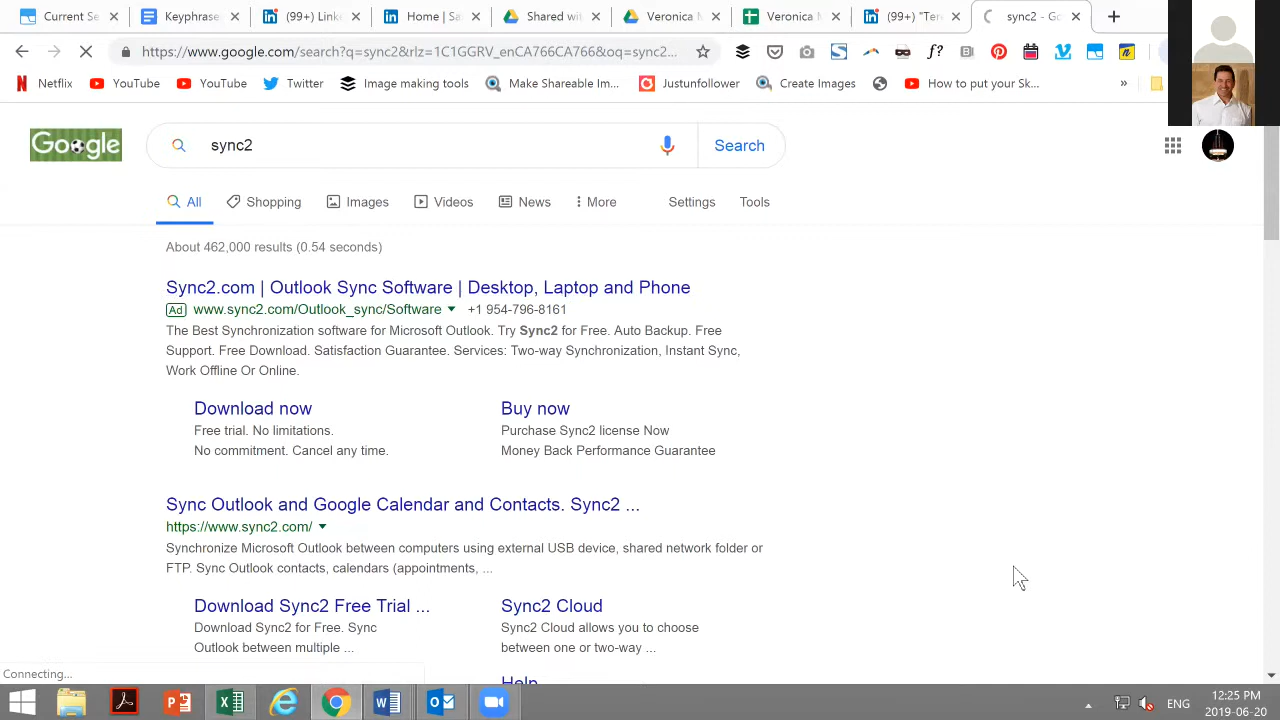 Current Se
Keyphrase
(99+) Link
Home | Sa
Shared wi
Veronica M
Veronica M
(99+) "Ter
sync2 - Go
https://www.google.com/search?q=sync2&rlz=1C1GGRV_enCA766CA766&oq=sync2...
Netflix
YouTube
YouTube
Twitter
Image making tool
Make Shareable Im...
Justunfollower
Create Images
How to put your Sk...
»
Google
sync2
Search
All
Shopping
Images
Videos
News
More
Settings
Tools
About 462,000 results (0.54 seconds)
Sync2.com | Outlook Sync Software | Desktop, Laptop and Phone
Ad www.sync2.com/Outlook_sync/Software +1 954-796-8161
The Best Synchronization software for Microsoft Outlook. Try Sync2 for Free. Auto Backup. Free
Support. Free Download. Satisfaction Guarantee. Services: Two-way Synchronization, Instant Sync,
Work Offline Or Online.
Download now
Free trial. No limitations.
No commitment. Cancel any time.
Buy now
Purchase Sync2 license Now
Money Back Performance Guarantee
Sync Outlook and Google Calendar and Contacts. Sync2 ...
https://www.sync2.com/
Synchronize Microsoft Outlook between computers using external USB device, shared network folder or
FTP. Sync Outlook contacts, calendars (appointments, ...
Download Sync2 Free Trial ...
Download Sync2 for Free. Sync
Outlook between multiple ...
Sync2 Cloud
Sync2 Cloud allows you to choose
between one or two-way ...
Help
Connecting...
ENG
12:25 PM
2019-06-20